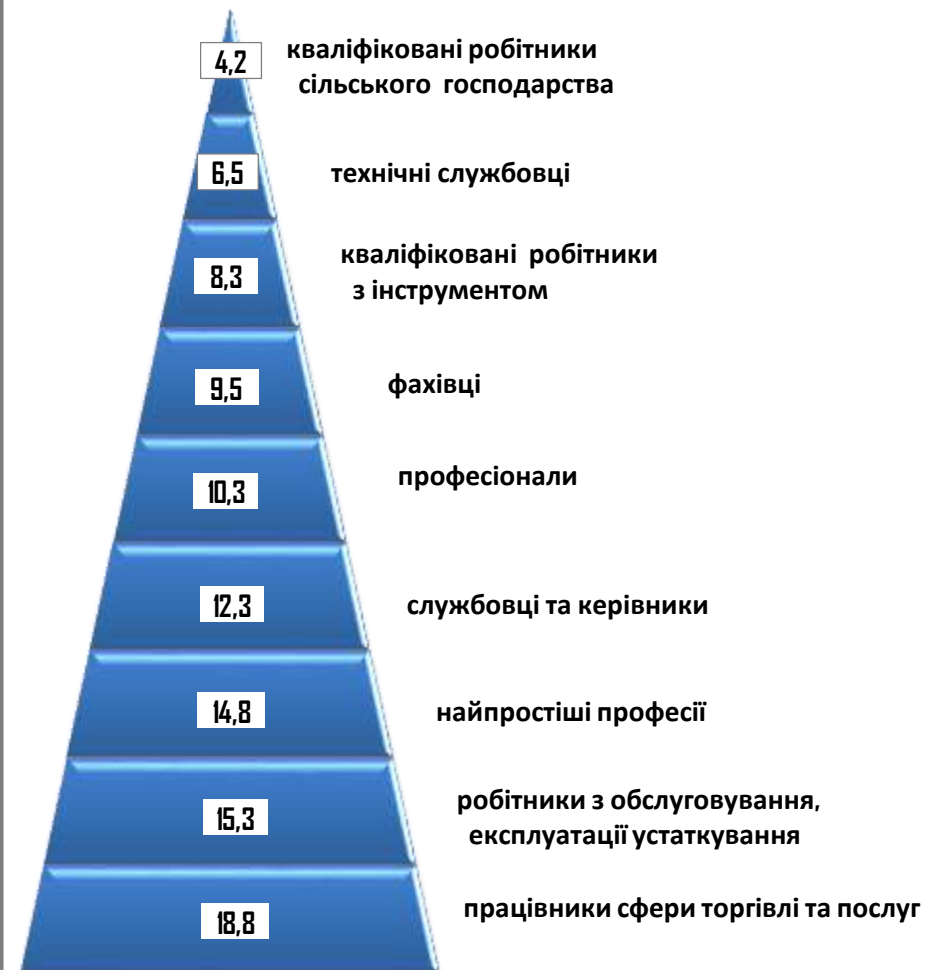 4,2
кваліфіковані робітники
сільського господарства
6,5
технічні службовці
8,3
кваліфіковані робітники
з інструментом
9,5
фахівці
10,3
професіонали
12,3
службовці та керівники
14,8
найпростіші професії
15,3
робітники з обслуговування,
експлуатації устаткування
18,8
працівники сфери торгівлі та послуг